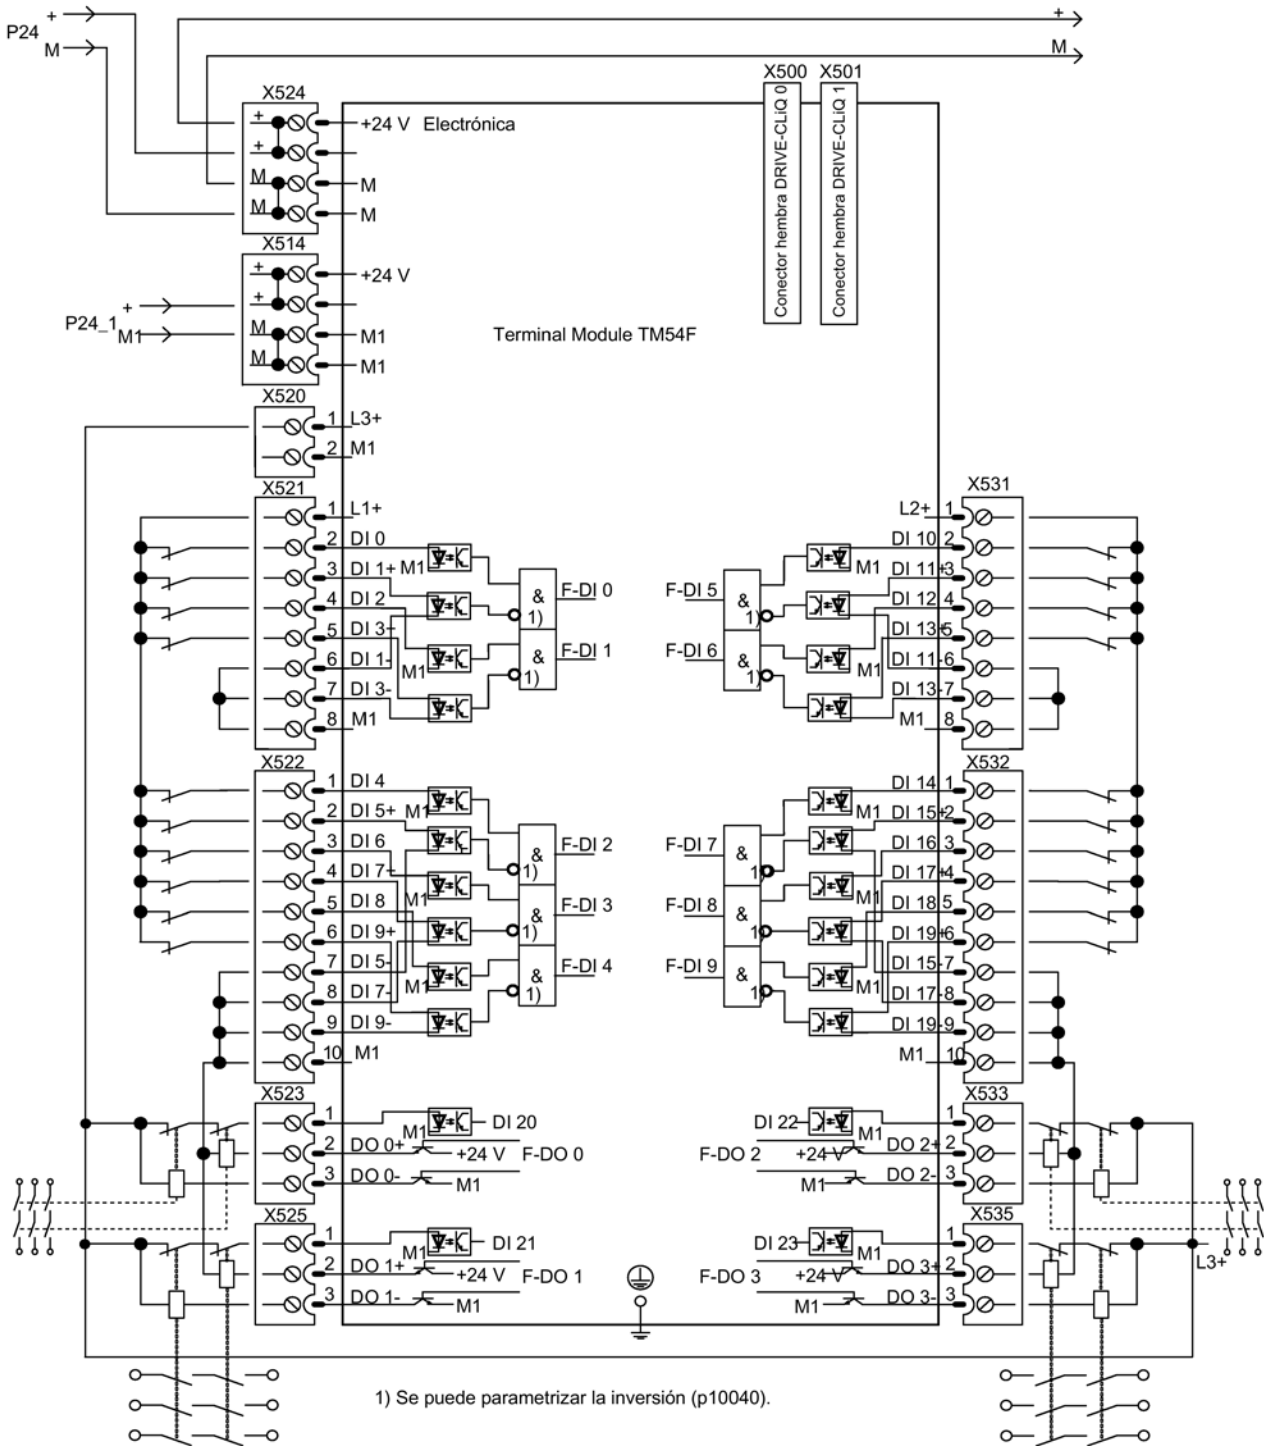 +
P24
M
+
M
X500 X501
Conector hembra DRIVE-CLiQ 0
Conector hembra DRIVE-CLiQ 1
X524
+ +24 V Electrónica
+
M M
M M
X514
+ +24 V
+
M M1
M M1
P24_1
+
M1
Terminal Module TM54F
X520
1 L3+
2 M1
X521
1 L1+
2 DI 0
3 DI 1+ M1
4 DI 2
5 DI 3-
6 DI 1- M1
7 DI 3-
8 M1
& 1) F-DI 0
& 1) F-DI 1
X531
L2+ 1
DI 10 2
M1 DI 11+ 3
DI 12 4
DI 13+ 5
M1 DI 11- 6
DI 13- 7
M1 8
F-DI 5 & 1)
F-DI 6 & 1)
X522
1 DI 4
2 DI 5+ M1
3 DI 6
4 DI 7+
5 DI 8 M1
6 DI 9+
7 DI 5-
8 DI 7- M1
9 DI 9-
10 M1
& 1) F-DI 2
& 1) F-DI 3
& 1) F-DI 4
X532
DI 14 1
M1 DI 15+ 2
DI 16 3
DI 17+ 4
M1 DI 18 5
DI 19+ 6
DI 15- 7
M1 DI 17- 8
DI 19- 9
M1 10
F-DI 7 & 1)
F-DI 8 & 1)
F-DI 9 & 1)
X523
1 DI 20
M1
2 DO 0+ +24 V F-DO 0
3 DO 0- M1
X533
DI 22 1
M1
F-DO 2 +24 V DO 2+ 2
M1 DO 2- 3
X525
1 DI 21
M1
2 DO 1+ +24 V F-DO 1
3 DO 1- M1
X535
DI 23 1
M1
F-DO 3 +24 V DO 3+ 2
M1 DO 3- 3
L3+
1) Se puede parametrizar la inversión (p10040).